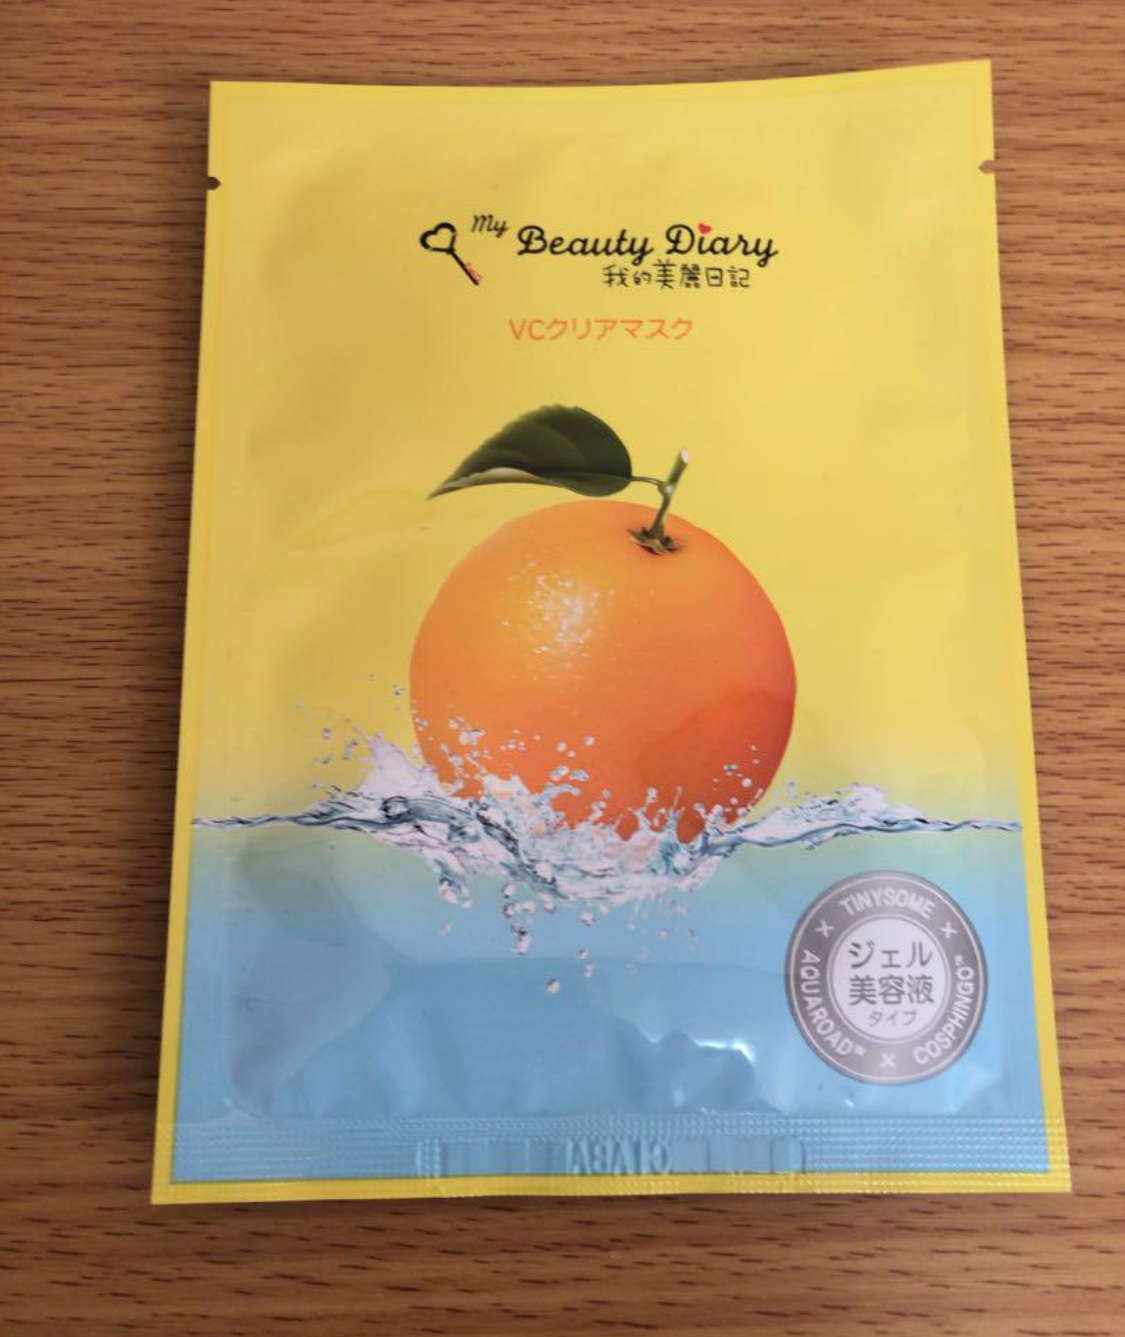 My Beauty Diary
我的美麗日記
VCクリアマスク
TINYSOME
ジェル
美容液
タイプ
AQUAROAD™
COSPHINGO